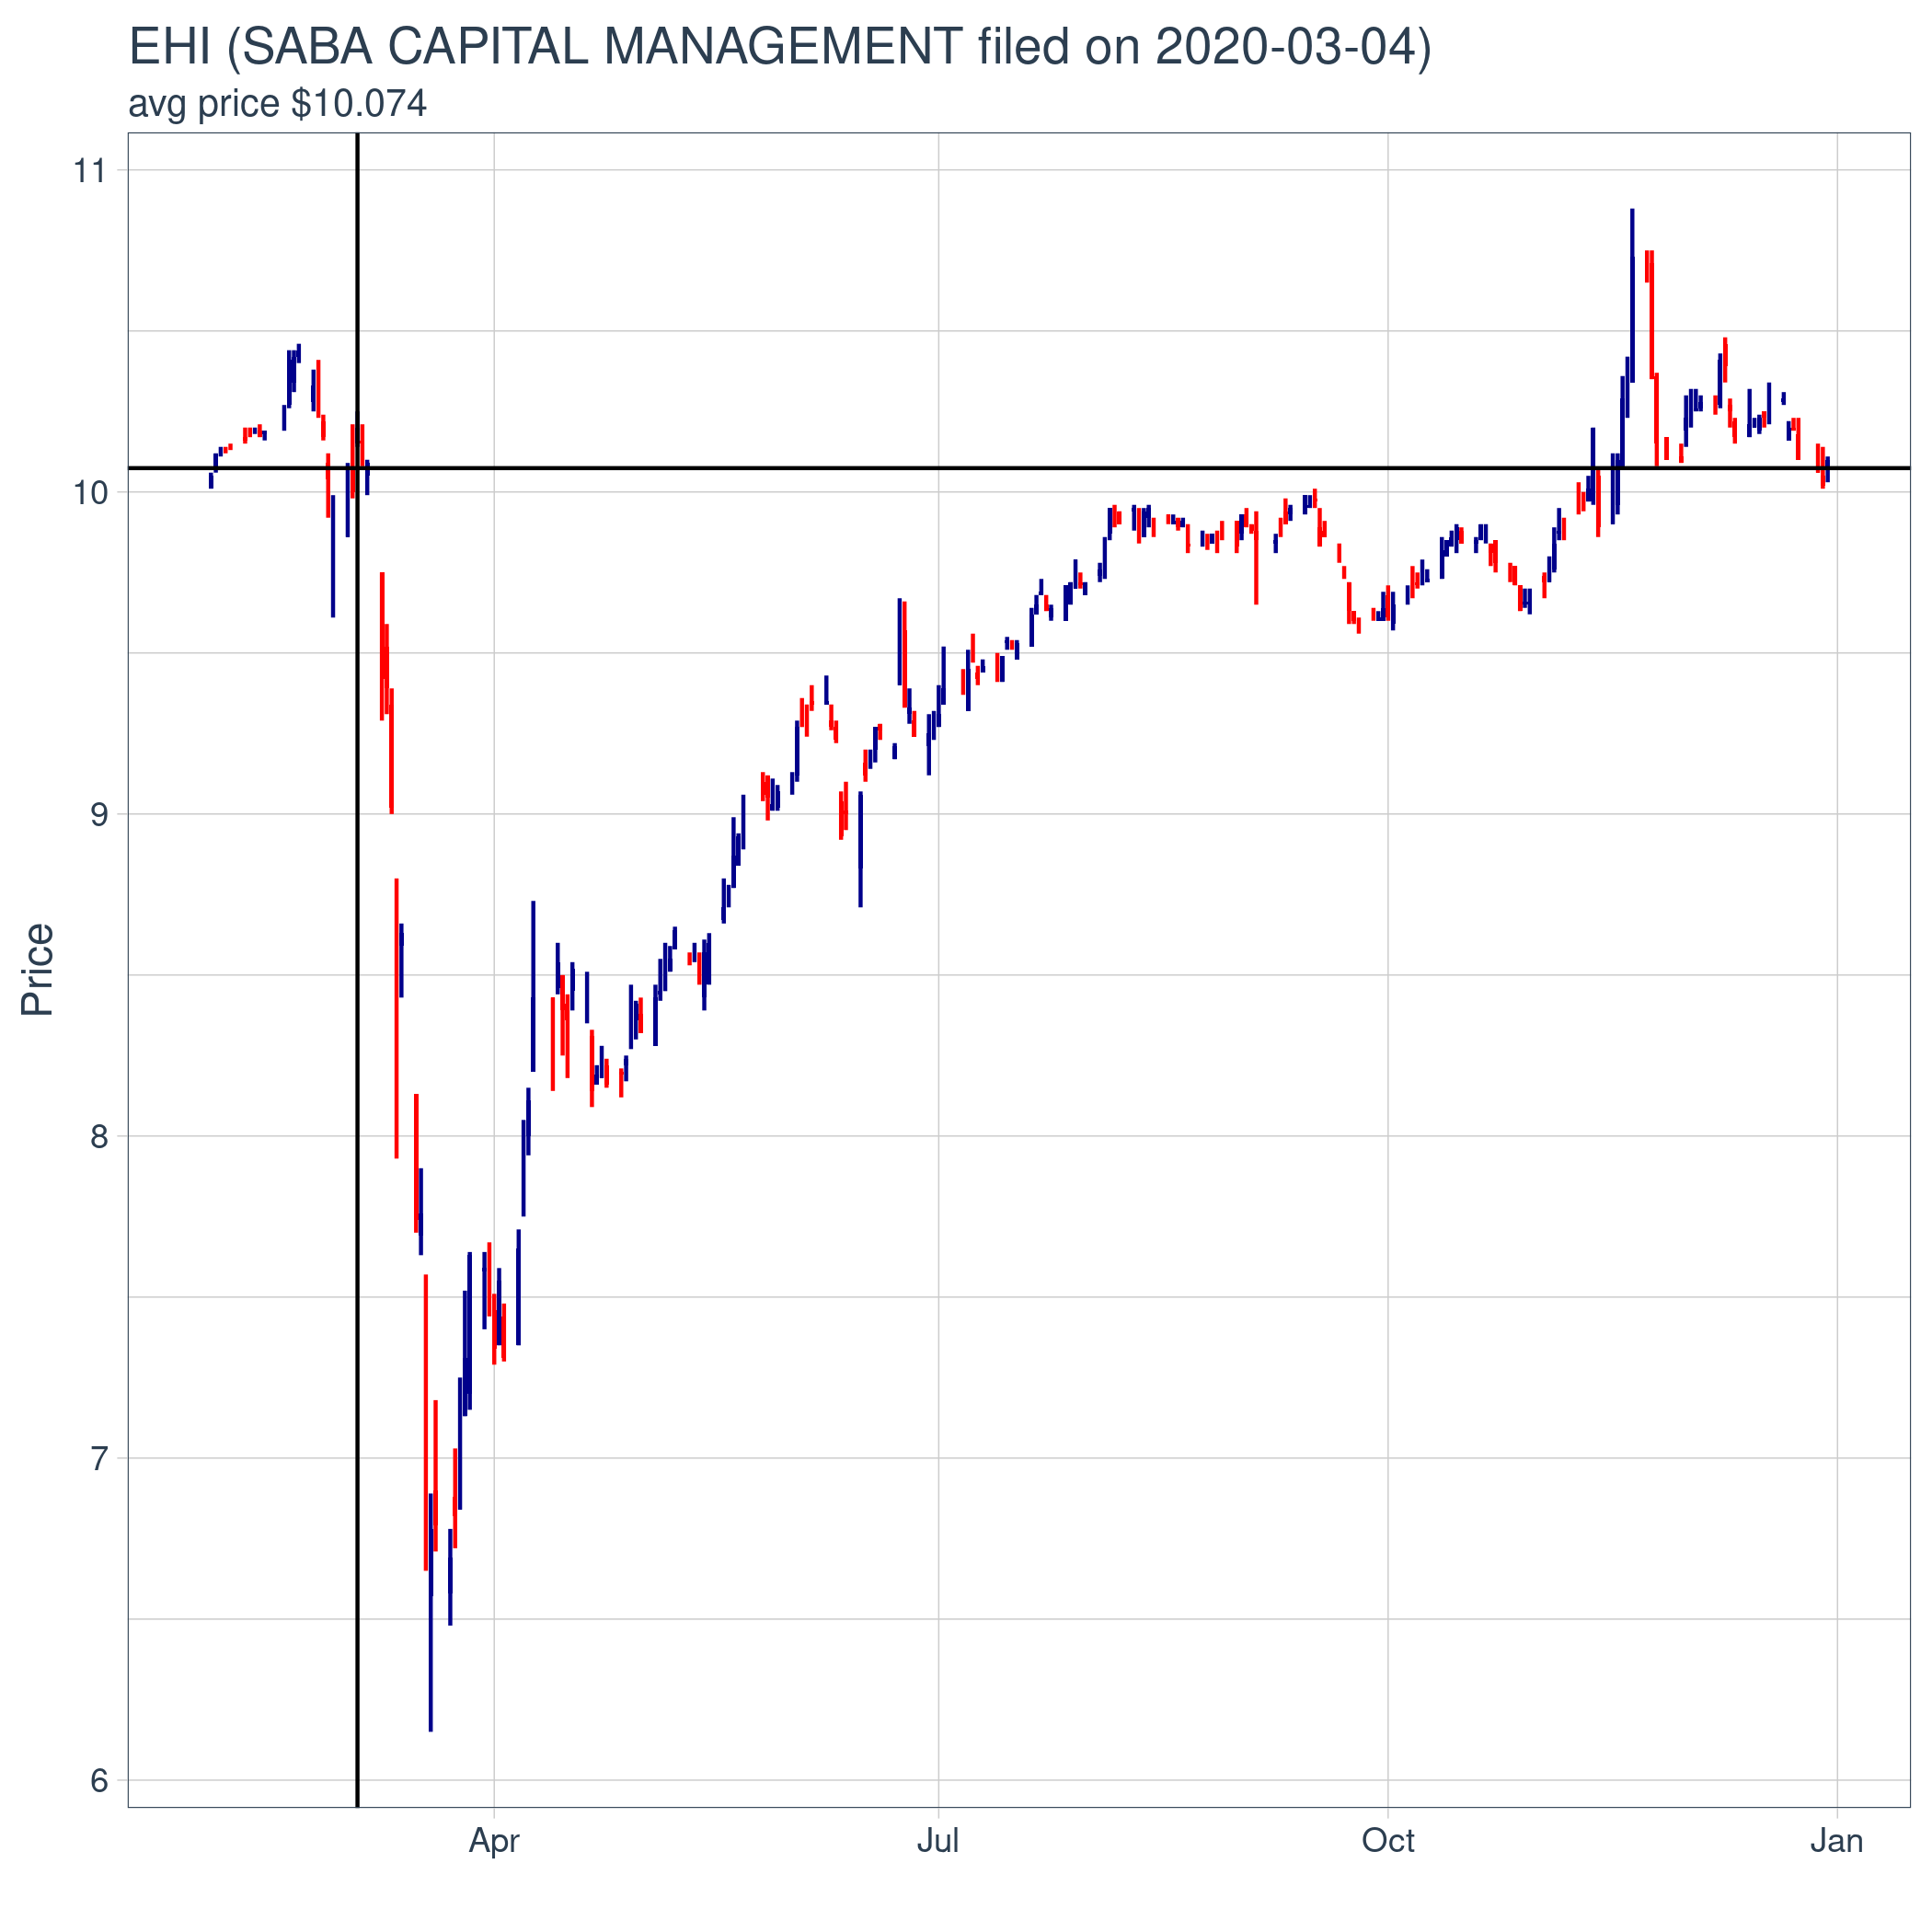 EHI (SABA CAPITAL MANAGEMENT filed on 2020-03-04)
avg price $10.074
11
10
9
8
7
6
Price
Apr Jul Oct Jan